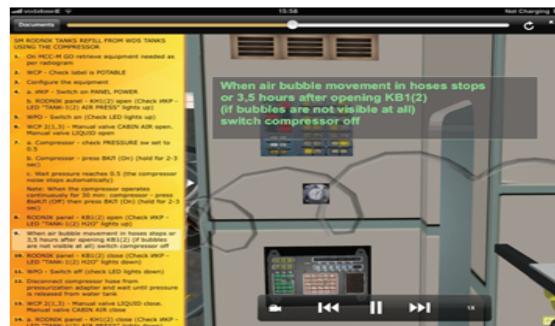 vodafone IE
15:58
Not Charging
Documents
SM RODNIK TANKS REFILL FROM WDS TANKS
USING THE COMPRESSOR
1. On MCC-M GO retrieve equipment needed as
per radiogram
2. WCP - Check label is POTABLE
3. Configure the equipment
4. a. ИКР - Switch on PANEL POWER
b. RODNIK panel - KH1(2) open (Check ИКР -
LED "TANK-1(2) AIR PRESS" lights up)
5. WPO - Switch on (Check LED lights up)
6. WCP 2(1,3) - Manual valve CABIN AIR open.
Manual valve LIQUID open
7. a. Compressor - check PRESSURE sw set to
0.5
b. Compressor - press ВКЛ (On) (hold for 2-3
sec)
c. Wait pressure reaches 0.5 (the compressor
noise stops automatically)
Note: When the compressor operates
continuously for 30 min: compressor - press
ВЫКЛ (Off) then press ВКЛ (On) (hold for 2-3
sec)
8. RODNIK panel - KB1(2) open (Check ИКР -
LED "TANK-1(2) H2O" lights up)
9. When air bubble movement in hoses stops or
3,5 hours after opening KB1(2) (if bubbles
are not visible at all) switch compressor off
10. RODNIK panel - KB1(2) close (Check ИКР -
LED "TANK-1(2) H2O" lights down)
11. WPO - Switch off (check LED lights down)
12. Disconnect compressor hose from
pressurization adapter and wait until pressure
is released from water tank
13. WCP 2(1,3) - Manual valve LIQUID close.
Manual valve CABIN AIR close
14. a. RODNIK panel - KH1(2) close (Check ИКР -
LED "TANK-1(2) AIR PRESS" lights
When air bubble movement in hoses stops
or 3,5 hours after opening KB1(2)
(if bubbles are not visible at all)
switch compressor off
1X